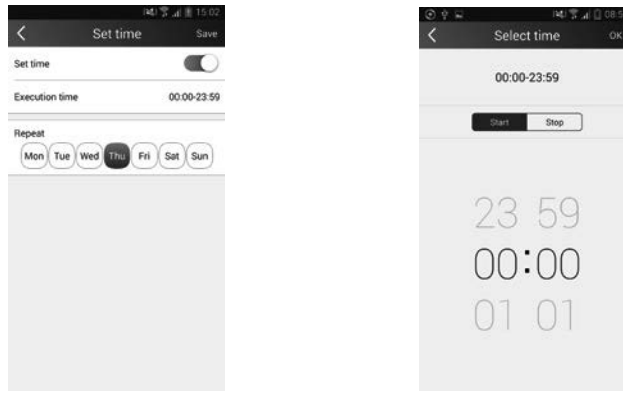 15:02
Set time
Save
Set time
Execution time 00:00-23:59
Repeat
Mon Tue Wed Thu Fri Sat Sun
Select time
OK
00:00-23:59
Start Stop
23 59
00:00
01 01